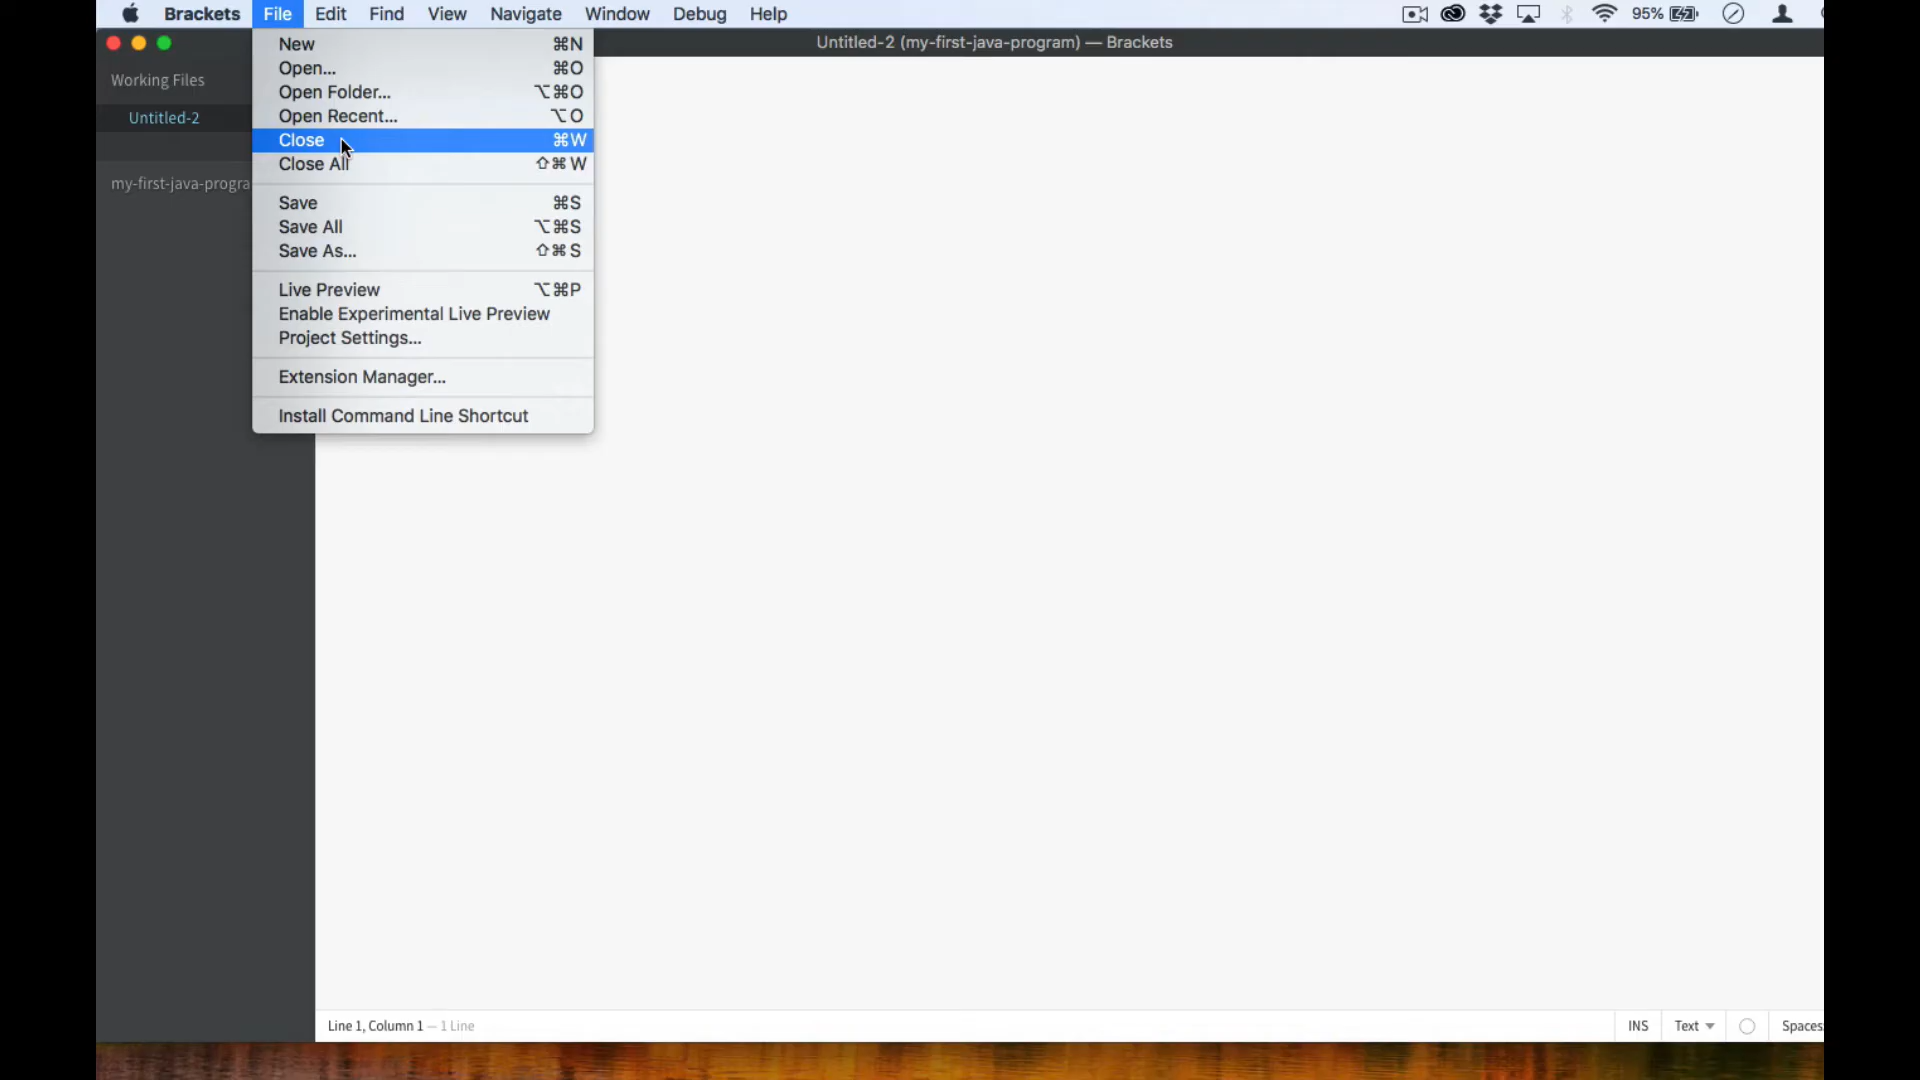 Brackets File Edit Find View Navigate Window Debug Help 95%
Untitled-2 (my-first-java-program) — Brackets
Working Files
Untitled-2
my-first-java-progra
New ⌘N
Open... ⌘O
Open Folder... ⌥⌘O
Open Recent... ⌥O
Close ⌘W
Close All ⇧⌘W
Save ⌘S
Save All ⌥⌘S
Save As... ⇧⌘S
Live Preview ⌥⌘P
Enable Experimental Live Preview
Project Settings...
Extension Manager...
Install Command Line Shortcut
Line 1, Column 1 — 1 Line INS Text Spaces